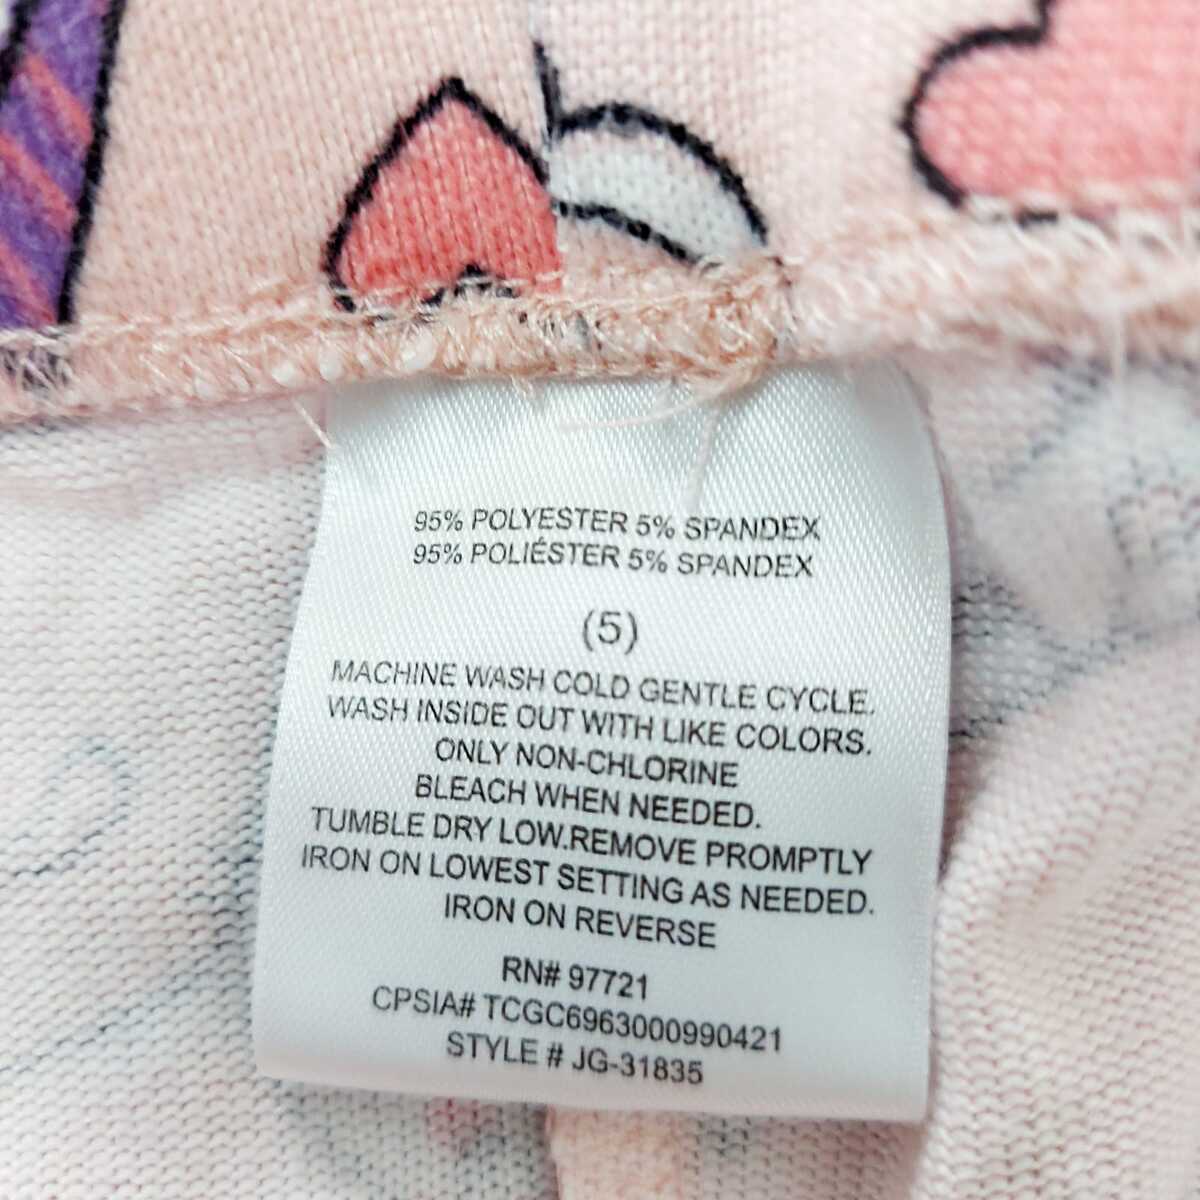 95% POLYESTER 5% SPANDEX
95% POLIÉSTER 5% SPANDEX
(5)
MACHINE WASH COLD GENTLE CYCLE.
WASH INSIDE OUT WITH LIKE COLORS.
ONLY NON-CHLORINE
BLEACH WHEN NEEDED.
TUMBLE DRY LOW.REMOVE PROMPTLY
IRON ON LOWEST SETTING AS NEEDED.
IRON ON REVERSE
RN# 97721
CPSIA# TCGC6963000990421
STYLE # JG-31835